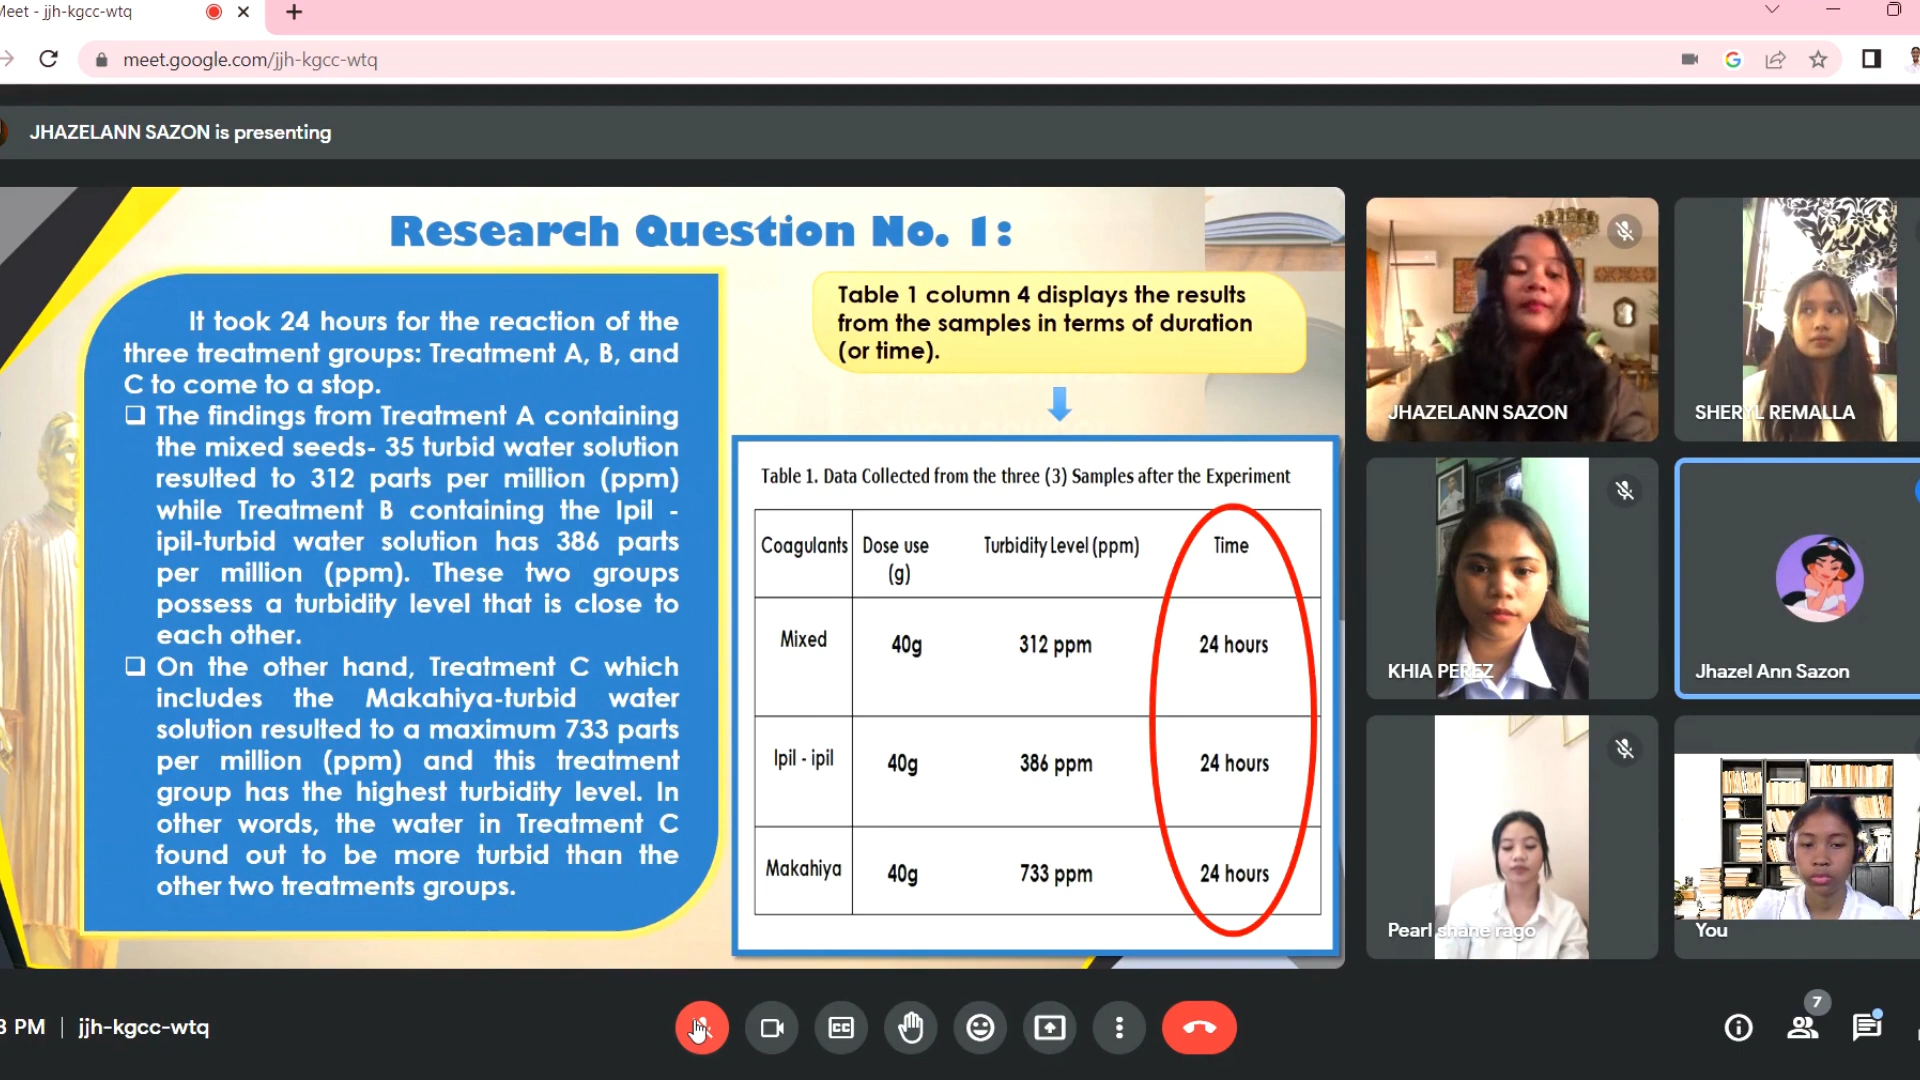 Meet - jjh-kgcc-wtq
meet.google.com/jjh-kgcc-wtq
JHAZELANN SAZON is presenting
Research Question No. 1:
It took 24 hours for the reaction of the
three treatment groups: Treatment A, B, and
C to come to a stop.
❑ The findings from Treatment A containing
the mixed seeds- 35 turbid water solution
resulted to 312 parts per million (ppm)
while Treatment B containing the Ipil -
ipil-turbid water solution has 386 parts
per million (ppm). These two groups
possess a turbidity level that is close to
each other.
❑ On the other hand, Treatment C which
includes the Makahiya-turbid water
solution resulted to a maximum 733 parts
per million (ppm) and this treatment
group has the highest turbidity level. In
other words, the water in Treatment C
found out to be more turbid than the
other two treatments groups.
Table 1 column 4 displays the results
from the samples in terms of duration
(or time).
Table 1. Data Collected from the three (3) Samples after the Experiment
Coagulants Dose use (g) Turbidity Level (ppm) Time
Mixed 40g 312 ppm 24 hours
Ipil - ipil 40g 386 ppm 24 hours
Makahiya 40g 733 ppm 24 hours
JHAZELANN SAZON
SHERYL REMALLA
KHIA PEREZ
Jhazel Ann Sazon
Pearl shane rago
You
3 PM | jjh-kgcc-wtq
CC
7